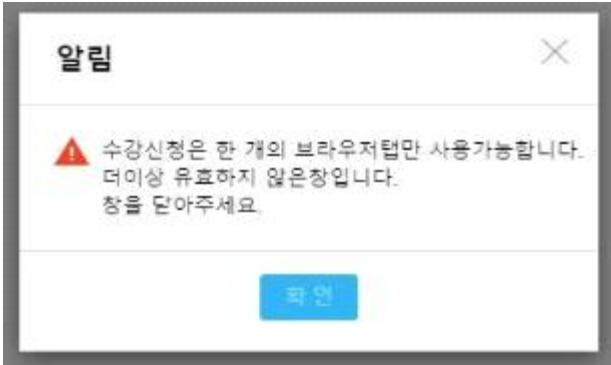 알림
수강신청은 한 개의 브라우저탭만 사용가능합니다.
더이상 유효하지 않은창입니다.
창을 닫아주세요.
확인